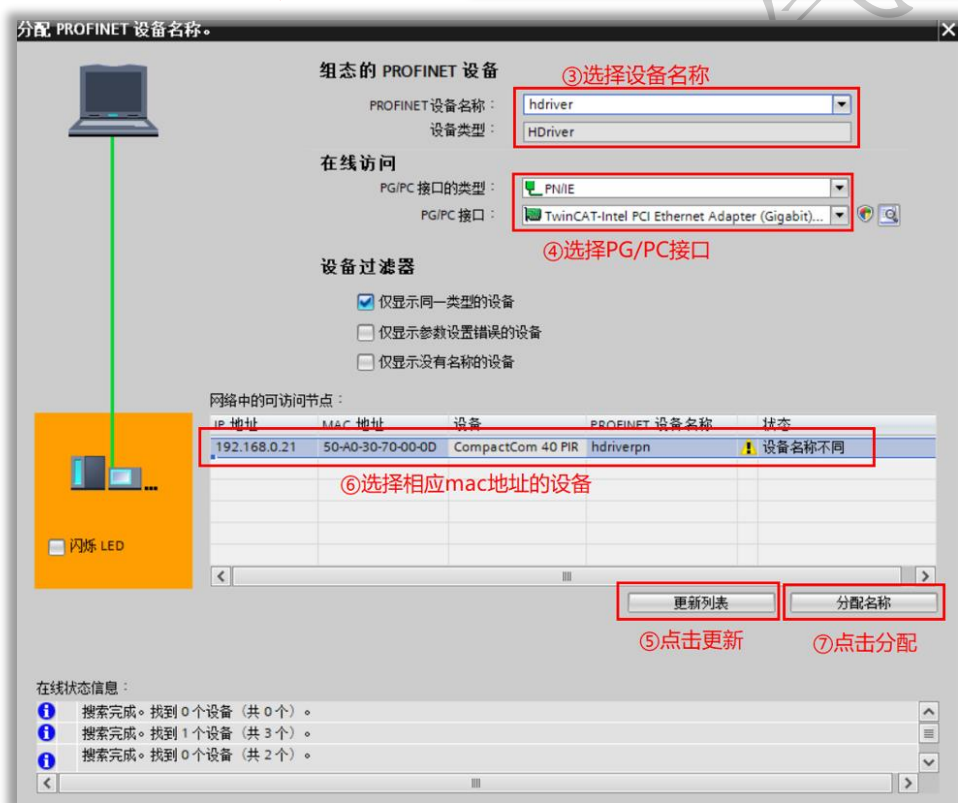 分配 PROFINET 设备名称。
组态的 PROFINET 设备
③选择设备名称
PROFINET设备名称： hdriver
设备类型： HDriver
在线访问
PG/PC 接口的类型： PN/IE
PG/PC 接口： TwinCAT-Intel PCI Ethernet Adapter (Gigabit)...
④选择PG/PC接口
设备过滤器
仅显示同一类型的设备
仅显示参数设置错误的设备
仅显示没有名称的设备
网络中的可访问节点：
IP 地址 MAC 地址 设备 PROFINET 设备名称 状态
192.168.0.21 50-A0-30-70-00-0D CompactCom 40 PIR hdriverpn 设备名称不同
⑥选择相应mac地址的设备
闪烁 LED
更新列表 分配名称
⑤点击更新 ⑦点击分配
在线状态信息：
搜索完成。找到 0 个设备（共 0 个）。
搜索完成。找到 1 个设备（共 3 个）。
搜索完成。找到 0 个设备（共 2 个）。